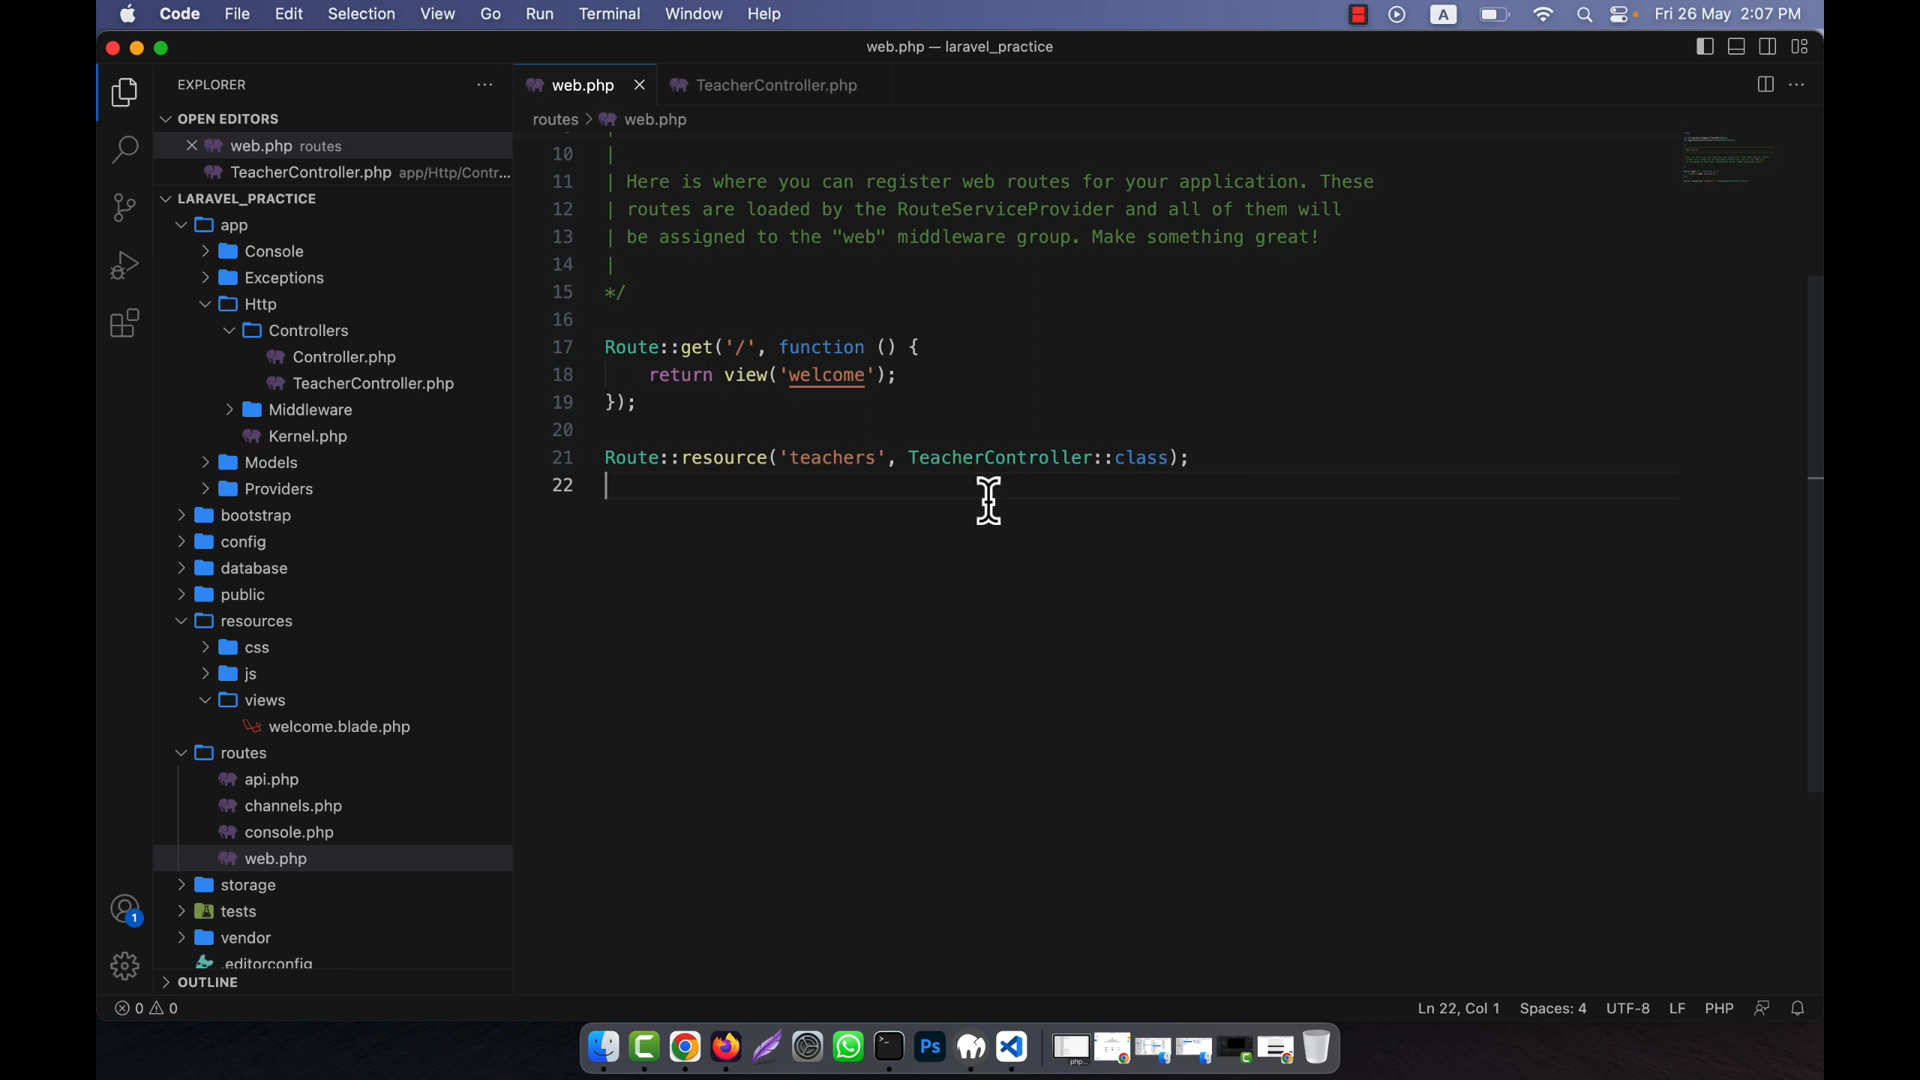 Code File Edit Selection View Go Run Terminal Window Help A Fri 26 May 2:07 PM
web.php — laravel_practice
EXPLORER
OPEN EDITORS
web.php routes
TeacherController.php app/Http/Contr...
LARAVEL_PRACTICE
app
Console
Exceptions
Http
Controllers
Controller.php
TeacherController.php
Middleware
Kernel.php
Models
Providers
bootstrap
config
database
public
resources
css
js
views
welcome.blade.php
routes
api.php
channels.php
console.php
web.php
storage
tests
vendor
.editorconfig
OUTLINE
web.php TeacherController.php
routes > web.php
10 |
11 | Here is where you can register web routes for your application. These
12 | routes are loaded by the RouteServiceProvider and all of them will
13 | be assigned to the "web" middleware group. Make something great!
14 |
15 */
16
17 Route::get('/', function () {
18 return view('welcome');
19 });
20
21 Route::resource('teachers', TeacherController::class);
22
1
0 0 Ln 22, Col 1 Spaces: 4 UTF-8 LF PHP
Ps
php